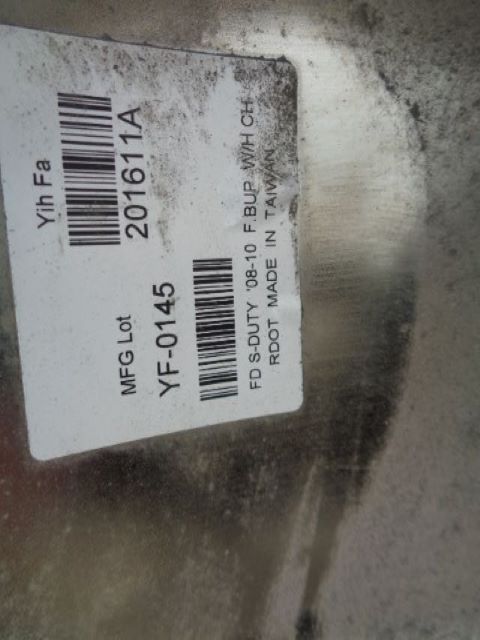 Yih Fa
201611A
MFG Lot
YF-0145
FD S-DUTY '08-10 F.BUP W/H CH
RDOT MADE IN TAIWAN